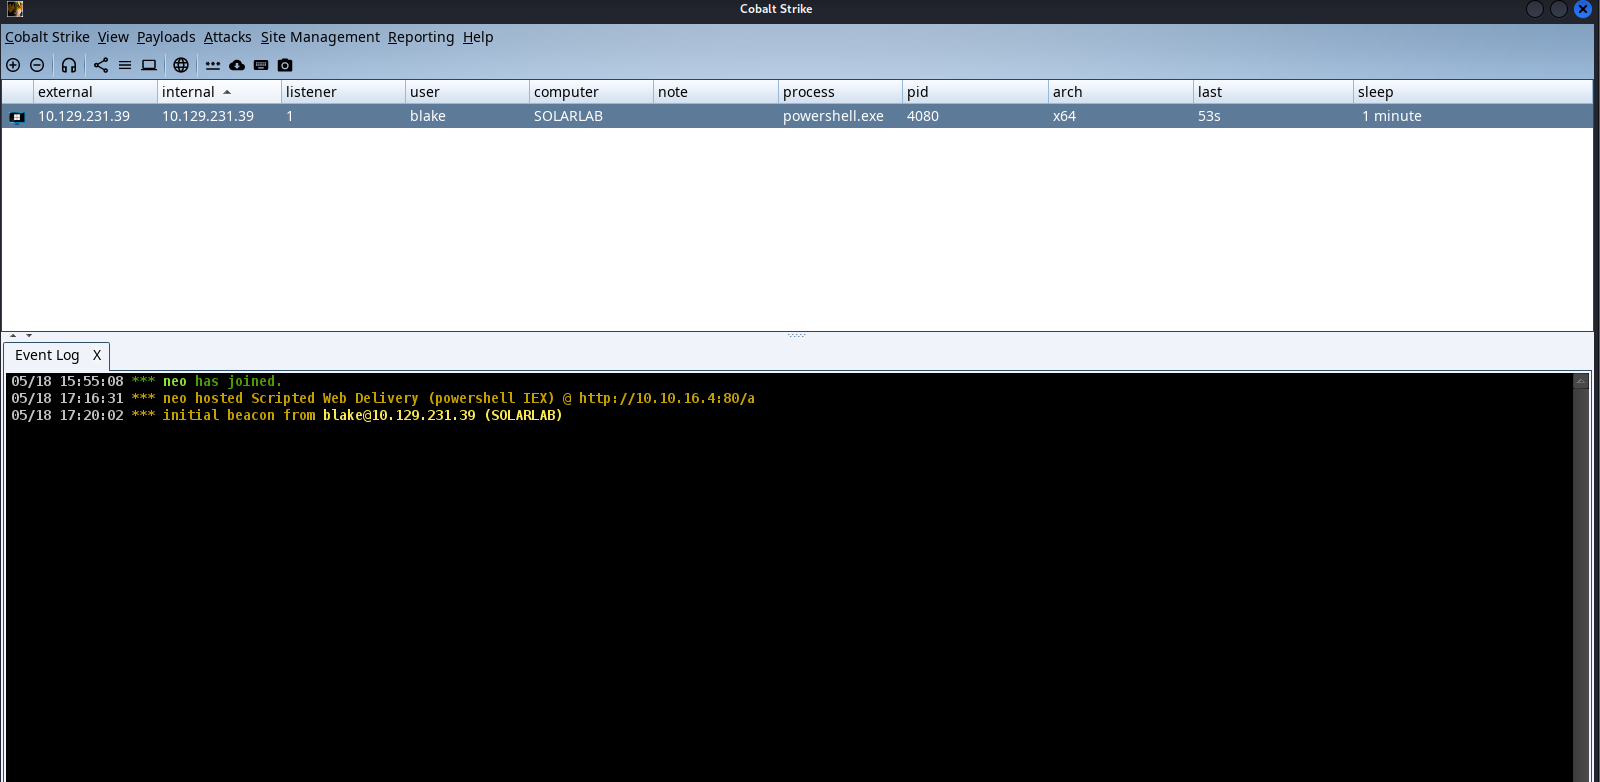 Cobalt Strike
Cobalt Strike View Payloads Attacks Site Management Reporting Help
external internal listener user computer note process pid arch last sleep
10.129.231.39 10.129.231.39 1 blake SOLARLAB powershell.exe 4080 x64 53s 1 minute
Event Log X
05/18 15:55:08 *** neo has joined.
05/18 17:16:31 *** neo hosted Scripted Web Delivery (powershell IEX) @ http://10.10.16.4:80/a
05/18 17:20:02 *** initial beacon from blake@10.129.231.39 (SOLARLAB)